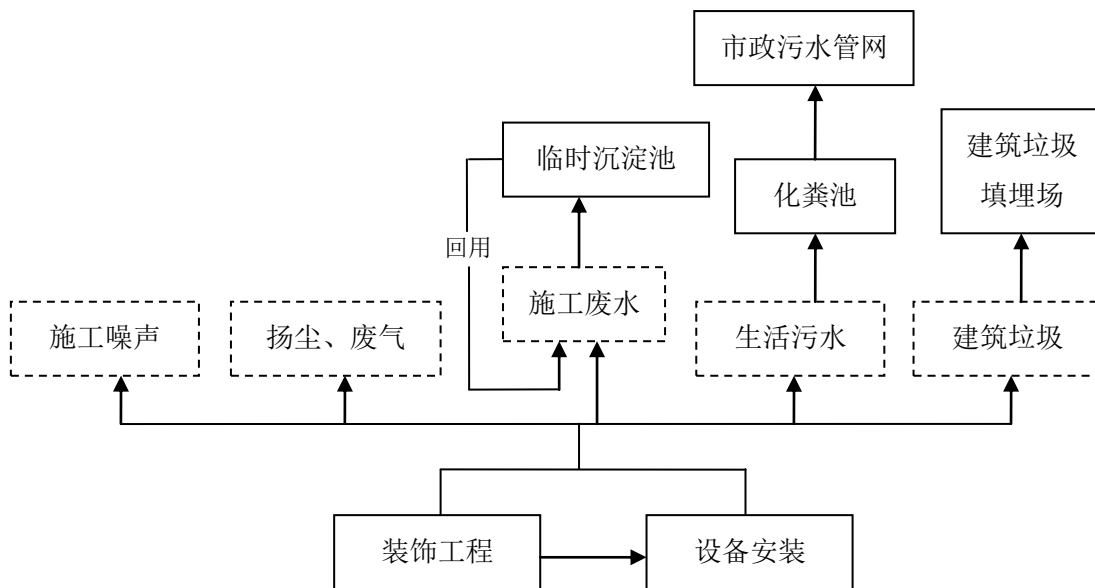 市政污水管网
临时沉淀池
化粪池
建筑垃圾
填埋场
回用
施工噪声
扬尘、废气
施工废水
生活污水
建筑垃圾
装饰工程
设备安装